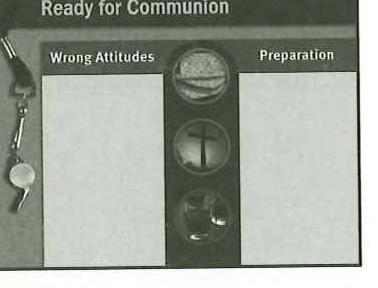 Ready for Communion
Wrong Attitudes
Preparation